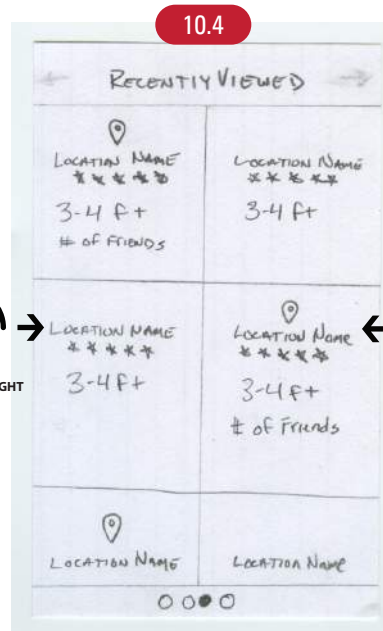 10.4
RECENTLY VIEWED
LOCATION NAME
3-4 ft
# OF FRIENDS
LOCATION NAME
3-4 ft
LOCATION NAME
3-4 ft
LOCATION NAME
3-4 ft
# of Friends
LOCATION NAME
LOCATION NAME
GHT